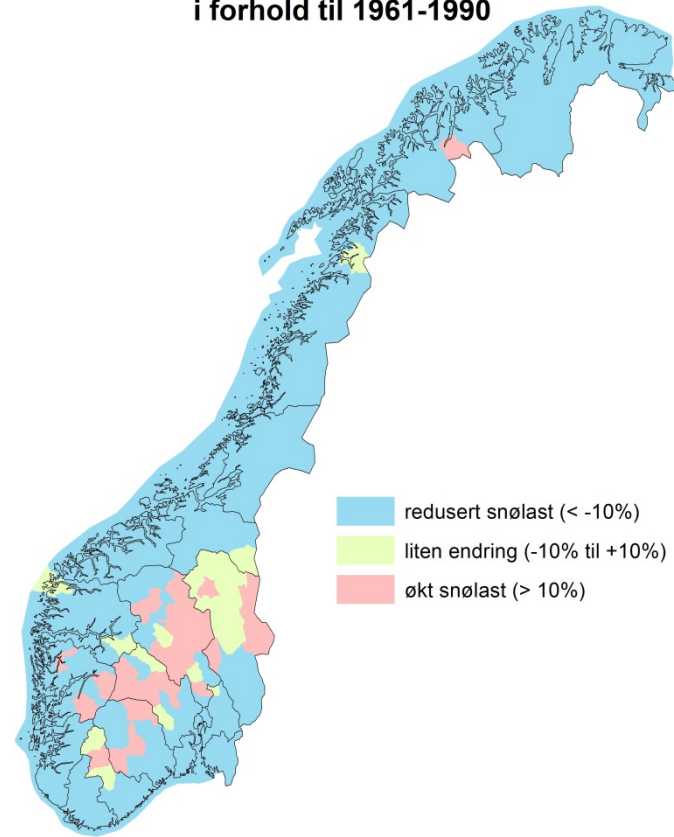 i forhold til 1961-1990
redusert snølast (< -10%)
liten endring (-10% til +10%)
økt snølast (> 10%)